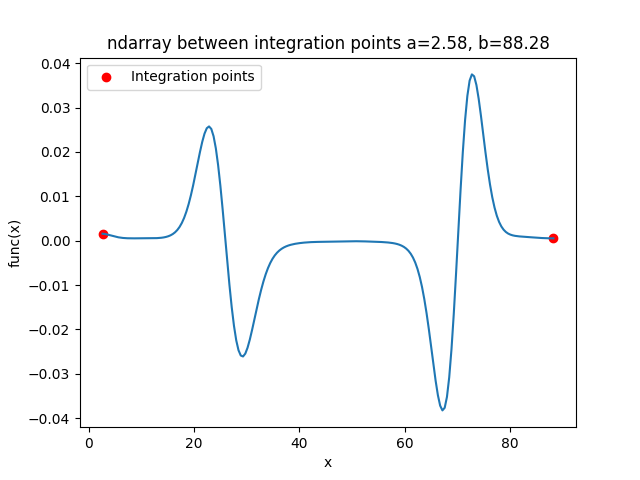 ndarray between integration points a=2.58, b=88.28
Integration points
0.04
0.03
0.02
0.01
0.00
−0.01
−0.02
−0.03
−0.04
func(x)
0 20 40 60 80
x